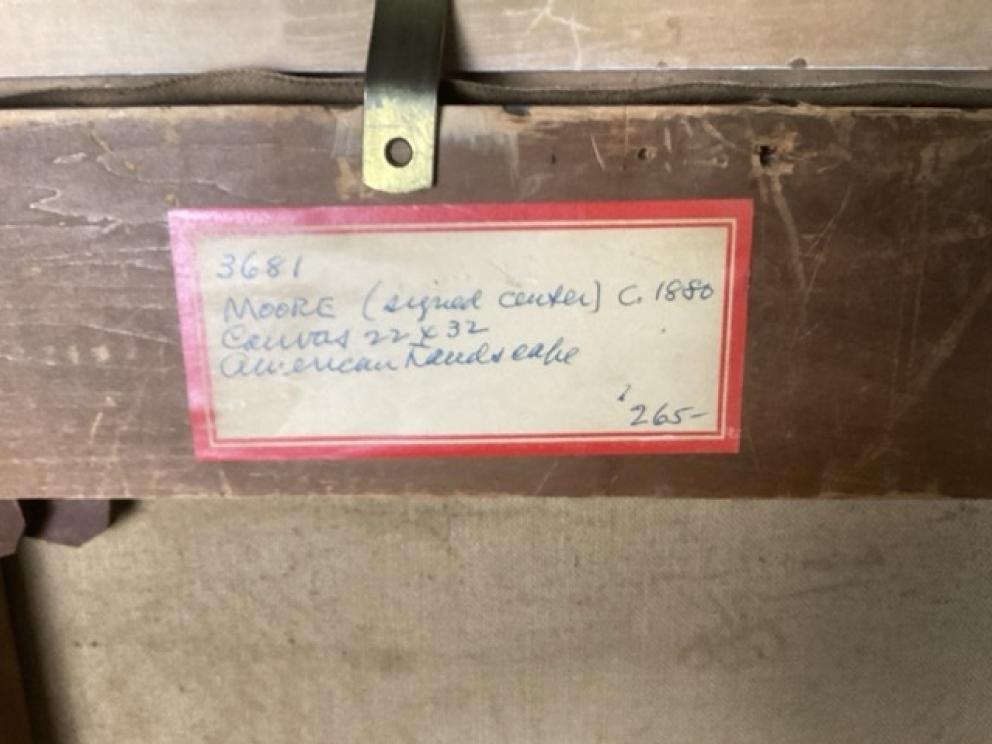 3681
MOORE (signed center) C. 1880
Canvas 22 x 32
American Landscape
265-